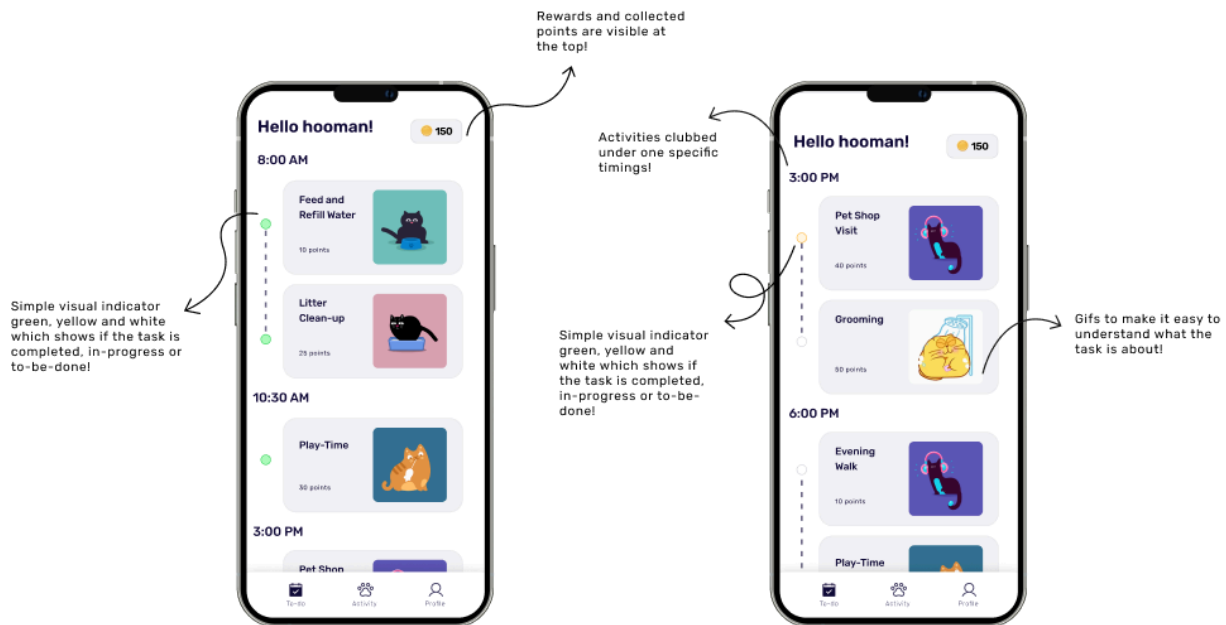 Rewards and collected
points are visible at
the top!
Hello hooman!
150
8:00 AM
Feed and
Refill Water
10 points
Litter
Clean-up
25 points
10:30 AM
Play-Time
30 points
3:00 PM
Pet Shop
To-do
Activity
Profile
Simple visual indicator
green, yellow and white
which shows if the task is
completed, in-progress or
to-be-done!
Activities clubbed
under one specific
timings!
Simple visual indicator
green, yellow and
white which shows if
the task is completed,
in-progress or to-be-
done!
Hello hooman!
150
3:00 PM
Pet Shop
Visit
40 points
Grooming
50 points
6:00 PM
Evening
Walk
10 points
Play-Time
To-do
Activity
Profile
Gifs to make it easy to
understand what the
task is about!